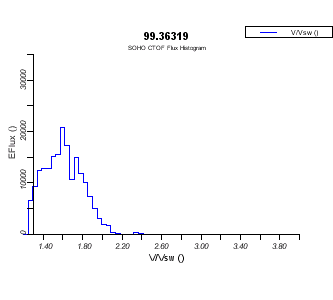 V/Vsw ()
99.36319
SOHO CTOF Flux Histogram
EFlux ()
30000
20000
10000
0
1.40 1.80 2.20 2.60 3.00 3.40 3.80
V/Vsw ()